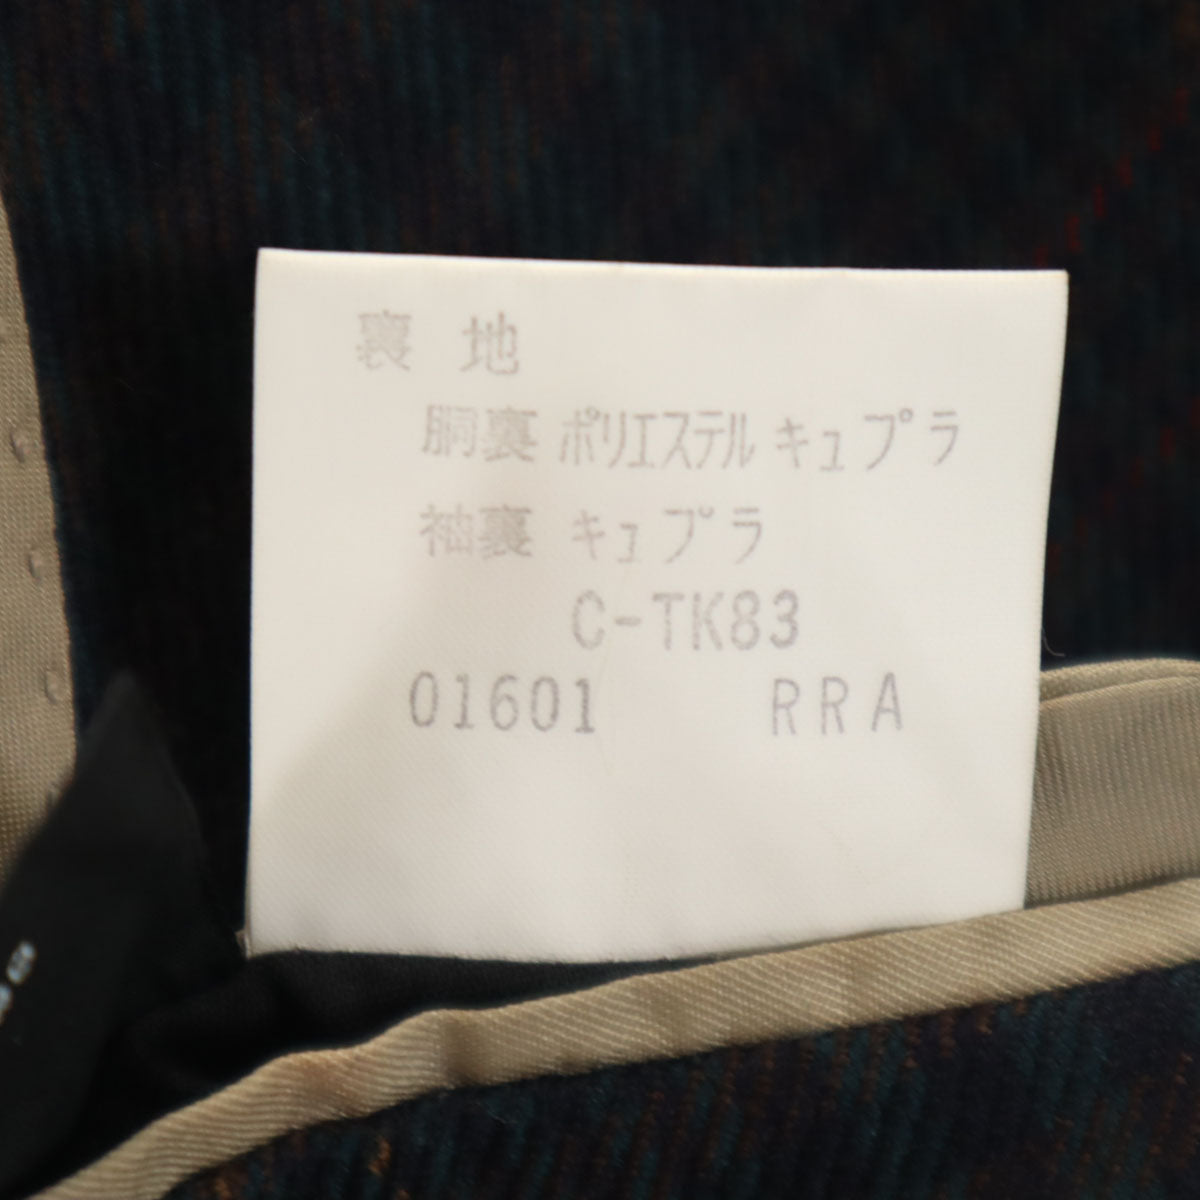 裏 地
胴裏 ポリエステル キュプラ
袖裏 キュプラ
C-TK83
01601 RRA